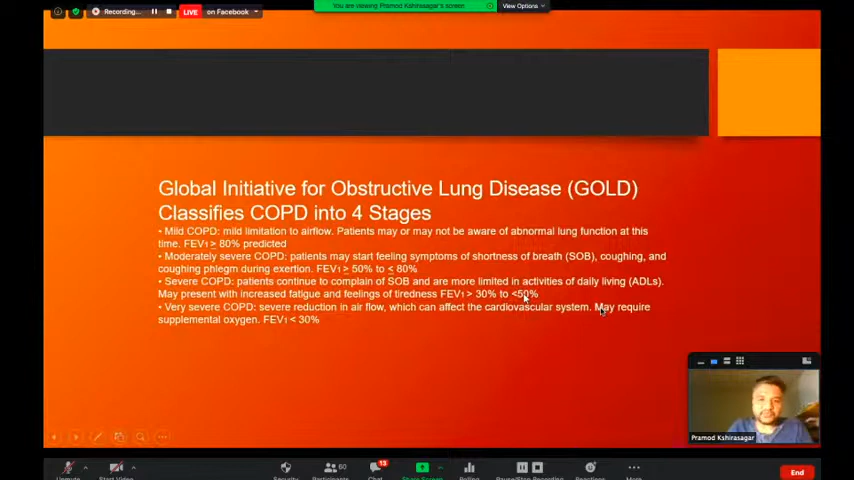 Recording...
LIVE
on Facebook
You are viewing Pramod Kshirasagar's screen
View Options
Global Initiative for Obstructive Lung Disease (GOLD)
Classifies COPD into 4 Stages
• Mild COPD: mild limitation to airflow. Patients may or may not be aware of abnormal lung function at this
time. FEV1 ≥ 80% predicted
• Moderately severe COPD: patients may start feeling symptoms of shortness of breath (SOB), coughing, and
coughing phlegm during exertion. FEV1 ≥ 50% to ≤ 80%
• Severe COPD: patients continue to complain of SOB and are more limited in activities of daily living (ADLs).
May present with increased fatigue and feelings of tiredness FEV1 > 30% to <50%
• Very severe COPD: severe reduction in air flow, which can affect the cardiovascular system. May require
supplemental oxygen. FEV1 < 30%
Pramod Kshirasagar
60
13
Unmute
Start Video
Security
Participants
Chat
Share Screen
Polling
Pause/Stop Recording
Reactions
More
End